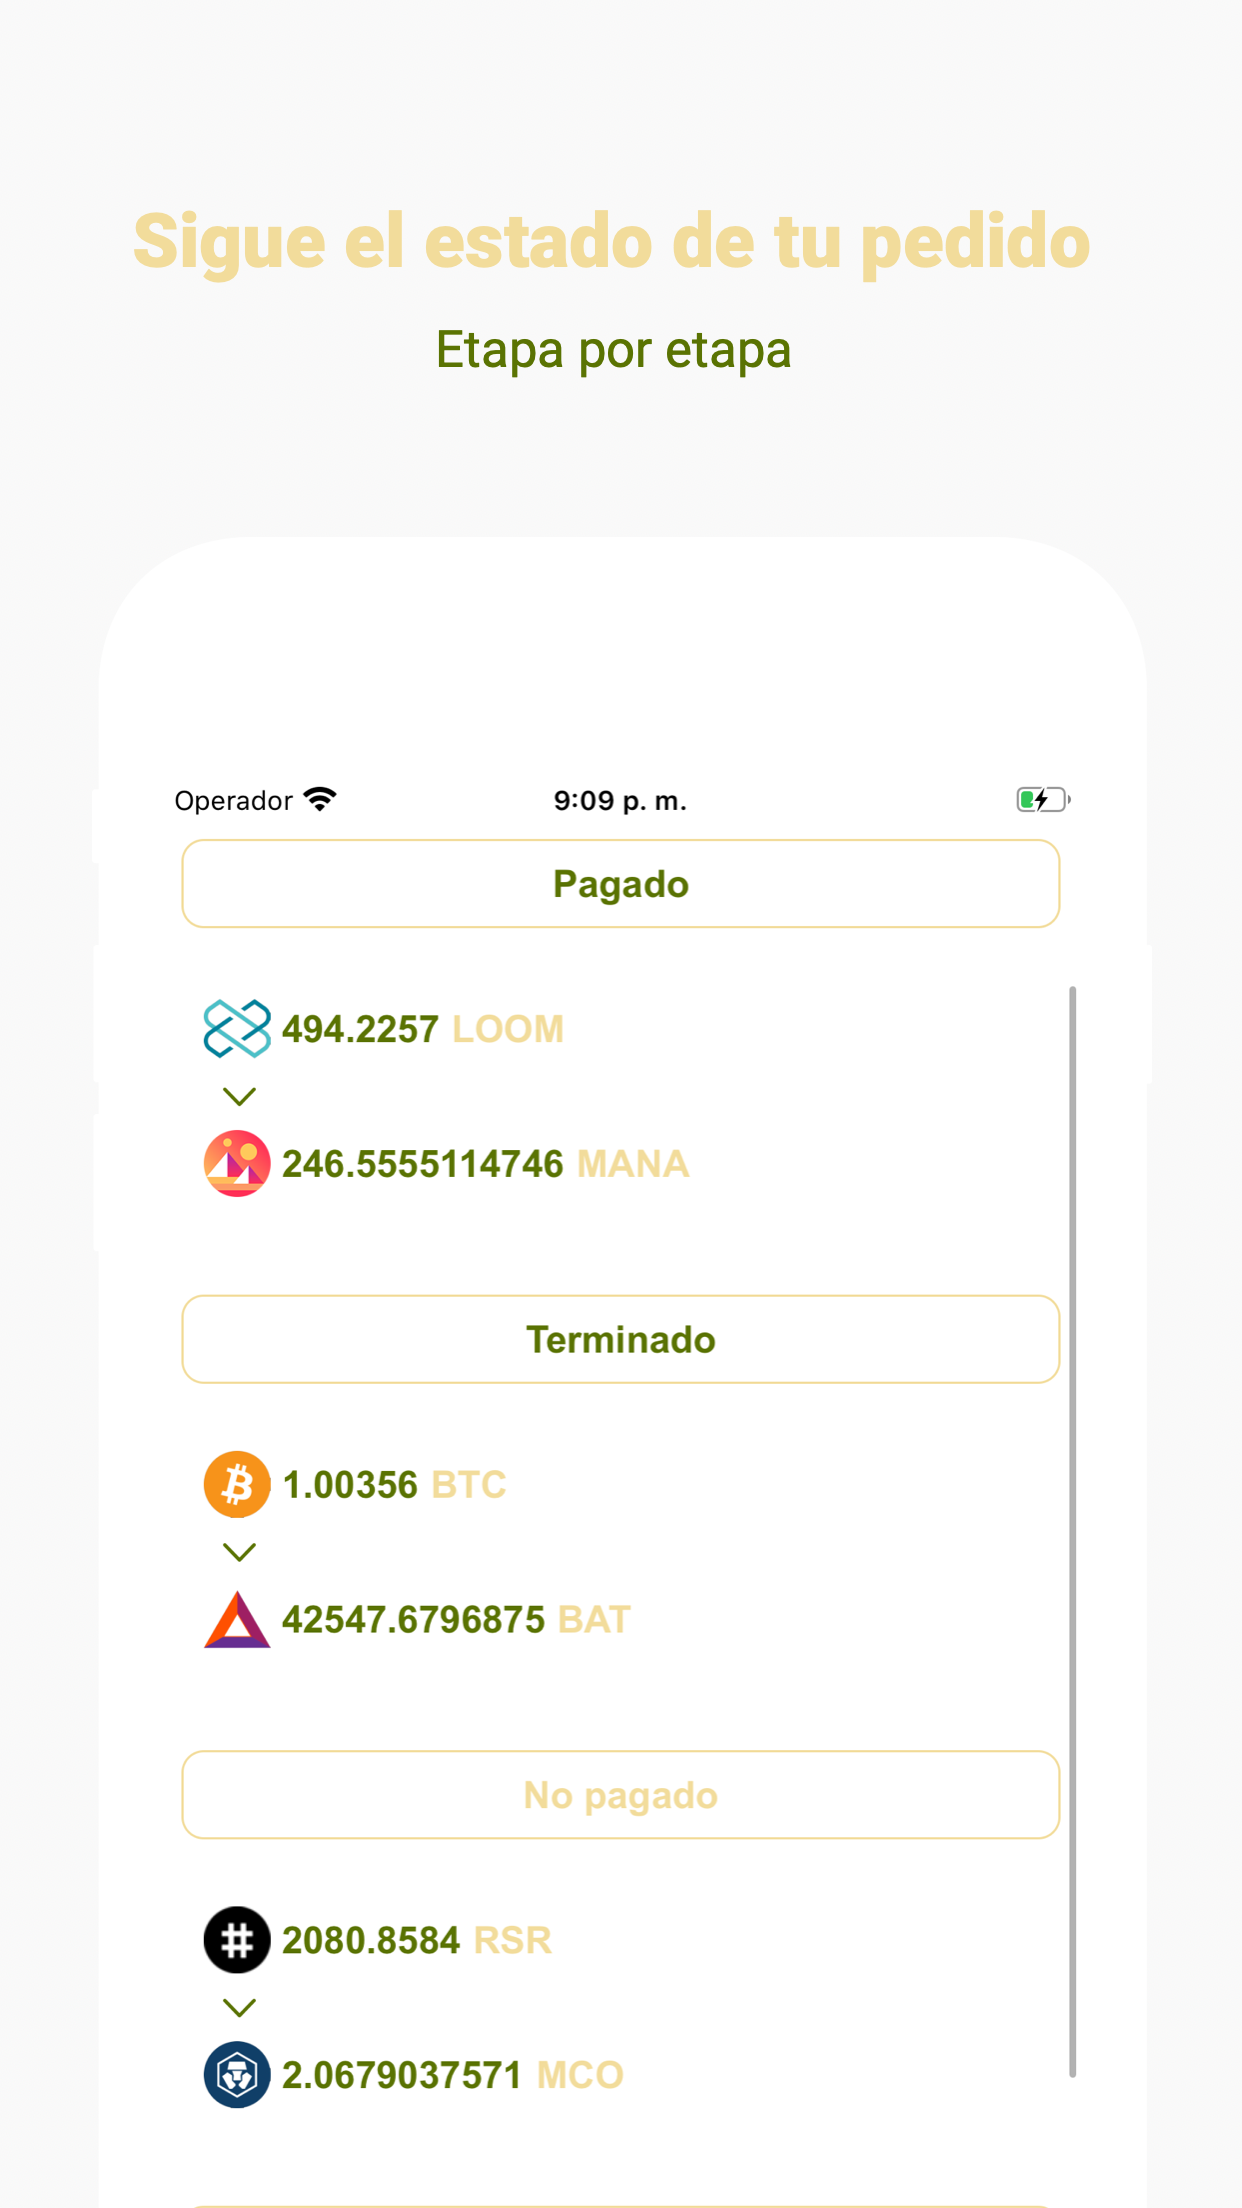 Sigue el estado de tu pedido
Etapa por etapa
Operador 9:09 p. m.
Pagado
494.2257 LOOM
246.5555114746 MANA
Terminado
1.00356 BTC
42547.6796875 BAT
No pagado
2080.8584 RSR
2.0679037571 MCO